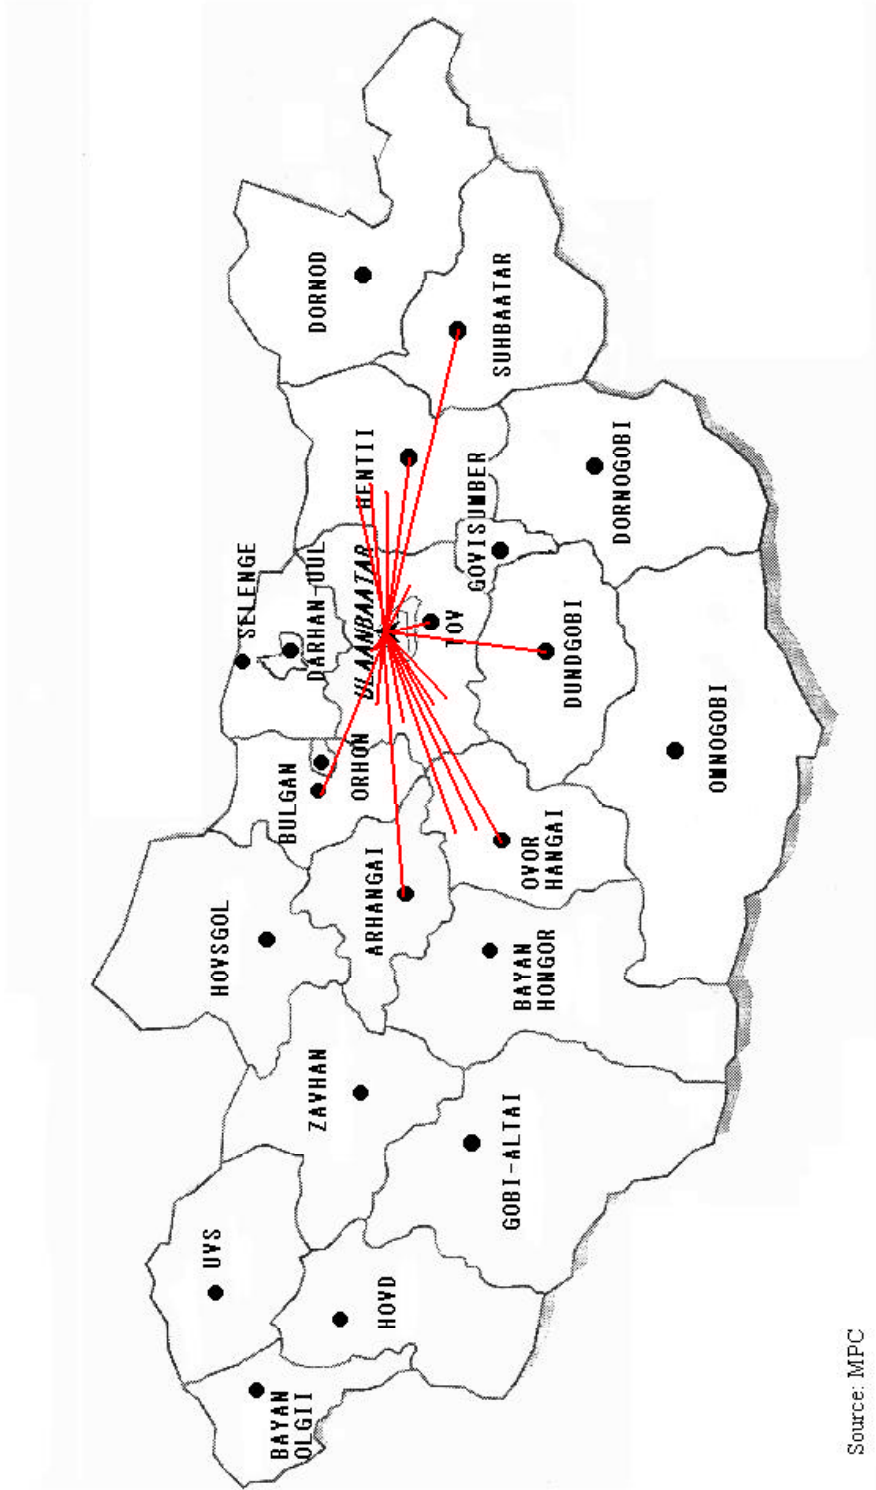 BAYAN
OLGII
UVS
HOVD
ZAVHAN
GOBI-ALTAI
HOVSGOL
BAYAN
HONGOR
ARHANGAI
OVOR
HANGAI
BULGAN
ORHON
OMNOGOBI
SELENGE
DARHAN-UUL
ULAANBAATAR
TOV
DUNDGOBI
HENTII
GOVISUMBER
DORNOGOBI
DORNOD
SUHBAATAR
Source: MPC